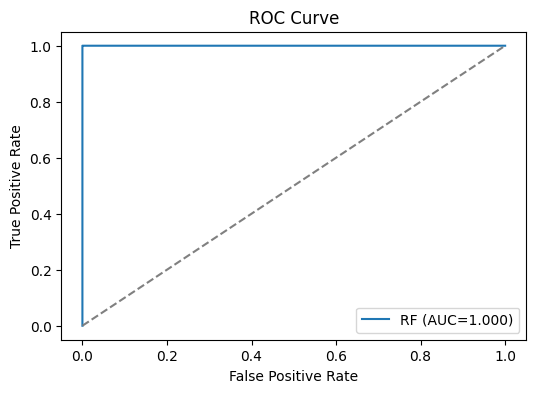 ROC Curve
1.0
0.8
0.6
0.4
0.2
0.0
True Positive Rate
RF (AUC=1.000)
0.0 0.2 0.4 0.6 0.8 1.0
False Positive Rate